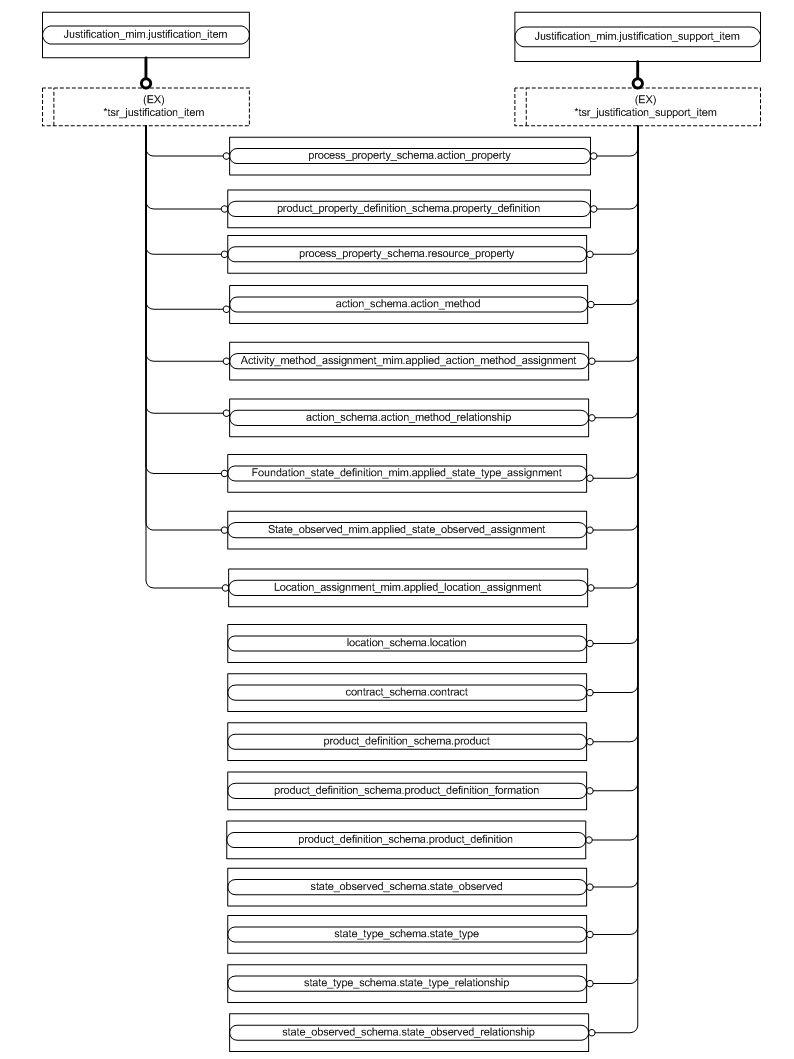 Justification_mim.justification_item
Justification_mim.justification_support_item
(EX)
*tsr_justification_item
(EX)
*tsr_justification_support_item
process_property_schema.action_property
product_property_definition_schema.property_definition
process_property_schema.resource_property
action_schema.action_method
Activity_method_assignment_mim.applied_action_method_assignment
action_schema.action_method_relationship
Foundation_state_definition_mim.applied_state_type_assignment
State_observed_mim.applied_state_observed_assignment
Location_assignment_mim.applied_location_assignment
location_schema.location
contract_schema.contract
product_definition_schema.product
product_definition_schema.product_definition_formation
product_definition_schema.product_definition
state_observed_schema.state_observed
state_type_schema.state_type
state_type_schema.state_type_relationship
state_observed_schema.state_observed_relationship